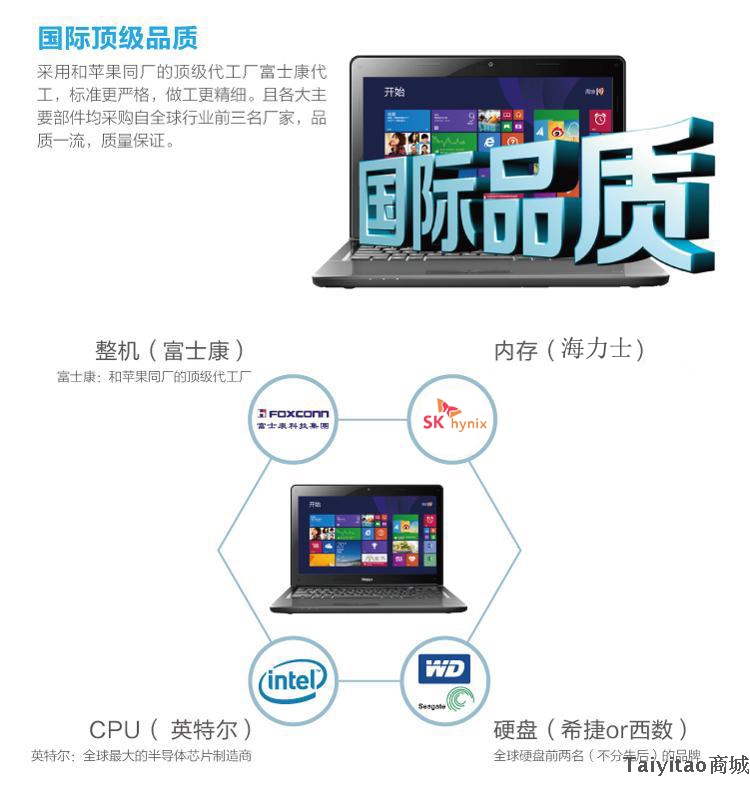 国际顶级品质
采用和苹果同厂的顶级代工厂富士康代
工，标准更严格，做工更精细。且各大主
要部件均采购自全球行业前三名厂家，品
质一流，质量保证。
开始
国际品质
整机（富士康）
富士康：和苹果同厂的顶级代工厂
内存（海力士）
FOXCONN
富士康科技集團
SK hynix
开始
Haier
intel
WD
Seagate
CPU（ 英特尔）
英特尔：全球最大的半导体芯片制造商
硬盘（希捷or西数）
全球硬盘前两名（不分先后）的品牌
Taiyitao商城